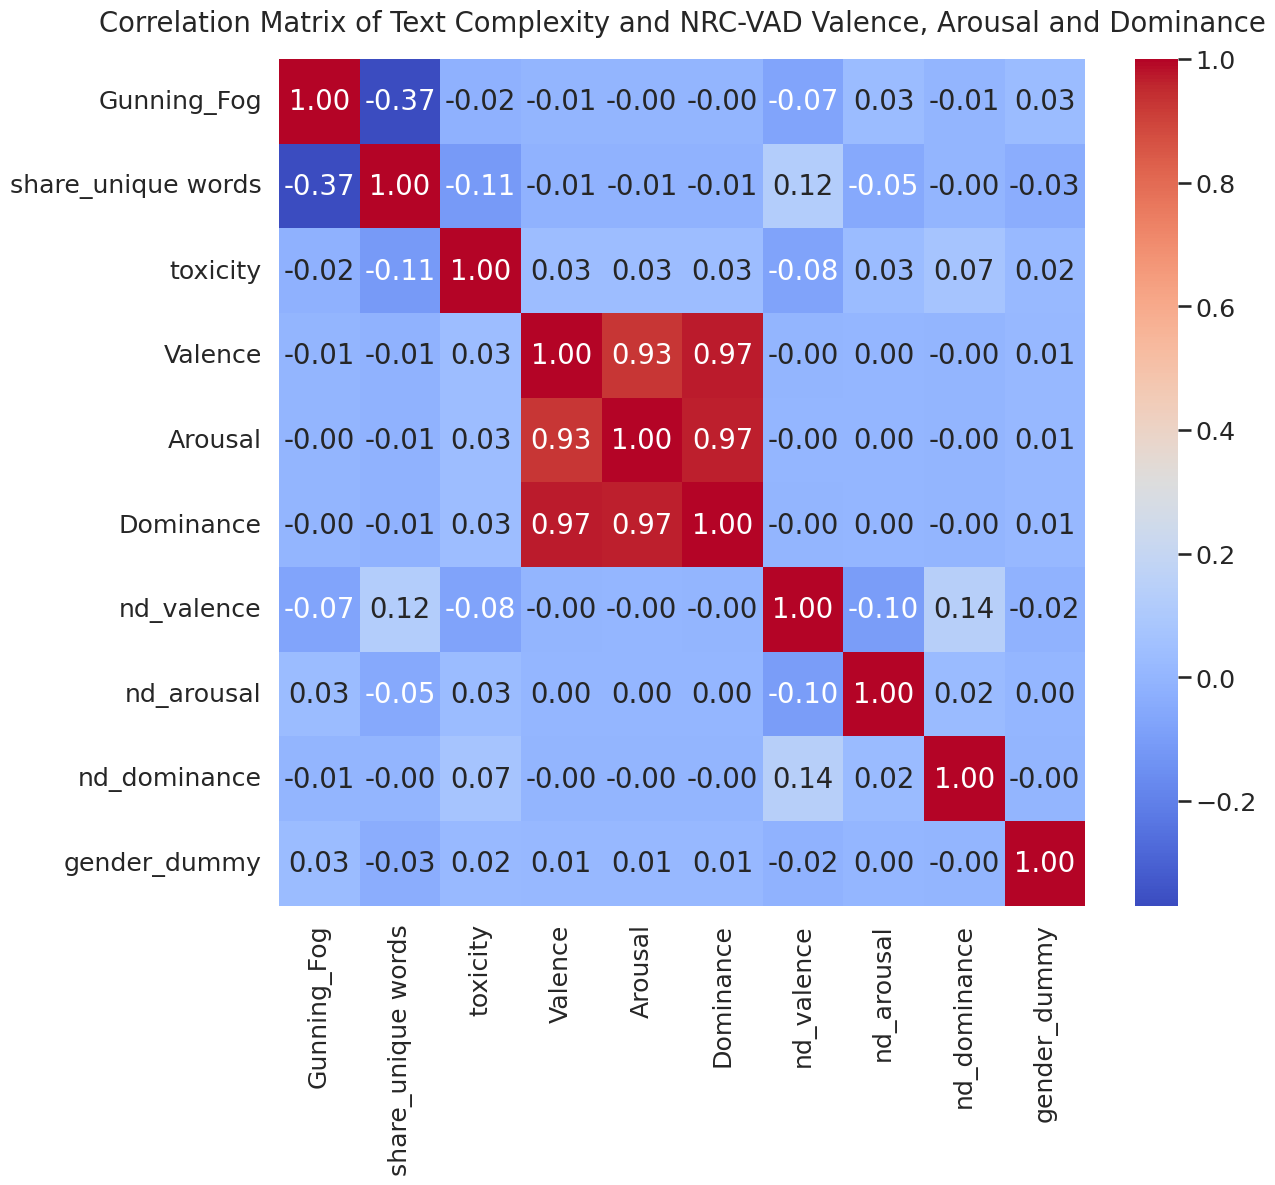 Correlation Matrix of Text Complexity and NRC-VAD Valence, Arousal and Dominance
Gunning_Fog 1.00 -0.37 -0.02 -0.01 -0.00 -0.00 -0.07 0.03 -0.01 0.03
share_unique words -0.37 1.00 -0.11 -0.01 -0.01 -0.01 0.12 -0.05 -0.00 -0.03
toxicity -0.02 -0.11 1.00 0.03 0.03 0.03 -0.08 0.03 0.07 0.02
Valence -0.01 -0.01 0.03 1.00 0.93 0.97 -0.00 0.00 -0.00 0.01
Arousal -0.00 -0.01 0.03 0.93 1.00 0.97 -0.00 0.00 -0.00 0.01
Dominance -0.00 -0.01 0.03 0.97 0.97 1.00 -0.00 0.00 -0.00 0.01
nd_valence -0.07 0.12 -0.08 -0.00 -0.00 -0.00 1.00 -0.10 0.14 -0.02
nd_arousal 0.03 -0.05 0.03 0.00 0.00 0.00 -0.10 1.00 0.02 0.00
nd_dominance -0.01 -0.00 0.07 -0.00 -0.00 -0.00 0.14 0.02 1.00 -0.00
gender_dummy 0.03 -0.03 0.02 0.01 0.01 0.01 -0.02 0.00 -0.00 1.00
Gunning_Fog
share_unique words
toxicity
Valence
Arousal
Dominance
nd_valence
nd_arousal
nd_dominance
gender_dummy
1.0
0.8
0.6
0.4
0.2
0.0
−0.2